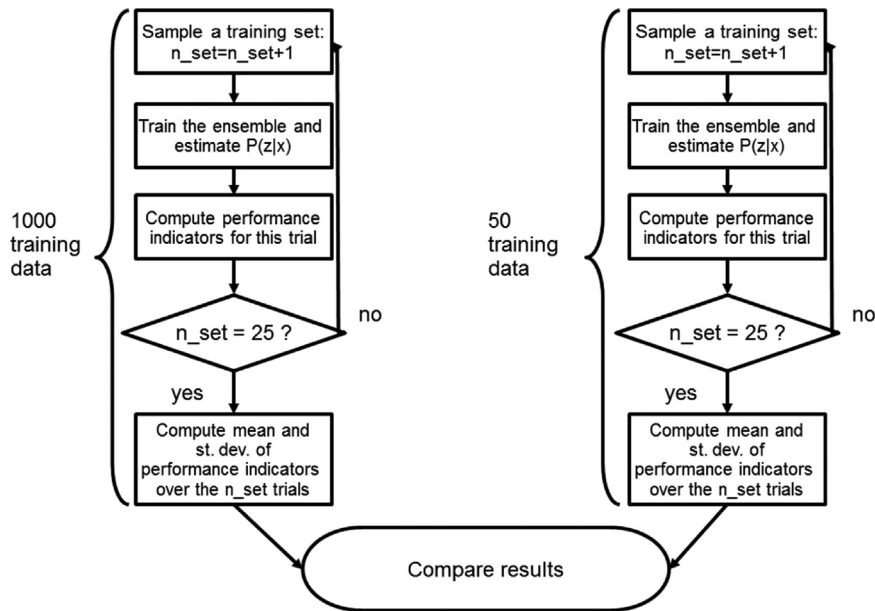 1000
training
data
Sample a training set:
n_set=n_set+1
Train the ensemble and
estimate P(z|x)
Compute performance
indicators for this trial
n_set = 25 ?
no
yes
Compute mean and
st. dev. of
performance indicators
over the n_set trials
50
training
data
Sample a training set:
n_set=n_set+1
Train the ensemble and
estimate P(z|x)
Compute performance
indicators for this trial
n_set = 25 ?
no
yes
Compute mean and
st. dev. of
performance indicators
over the n_set trials
Compare results